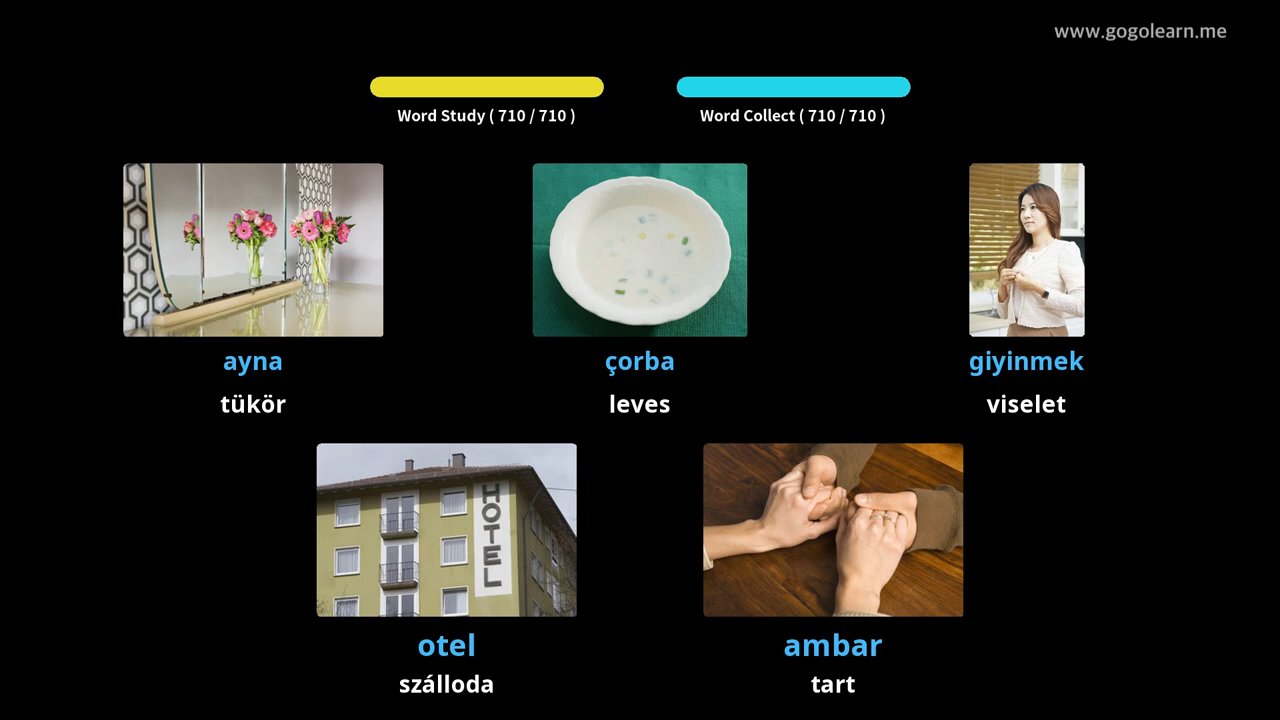 www.gogolearn.me
Word Study ( 710 / 710 )
Word Collect ( 710 / 710 )
ayna
tükör
çorba
leves
giyinmek
viselet
HOTEL
otel
szálloda
ambar
tart